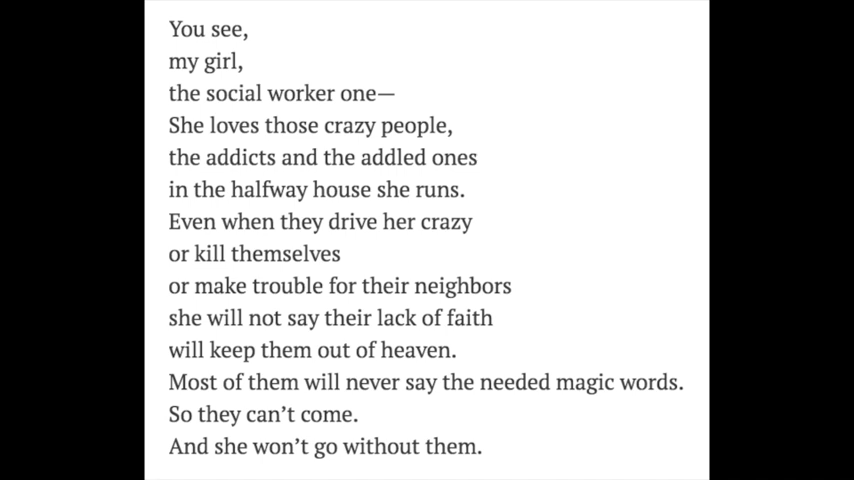 You see,
my girl,
the social worker one—
She loves those crazy people,
the addicts and the addled ones
in the halfway house she runs.
Even when they drive her crazy
or kill themselves
or make trouble for their neighbors
she will not say their lack of faith
will keep them out of heaven.
Most of them will never say the needed magic words.
So they can’t come.
And she won’t go without them.